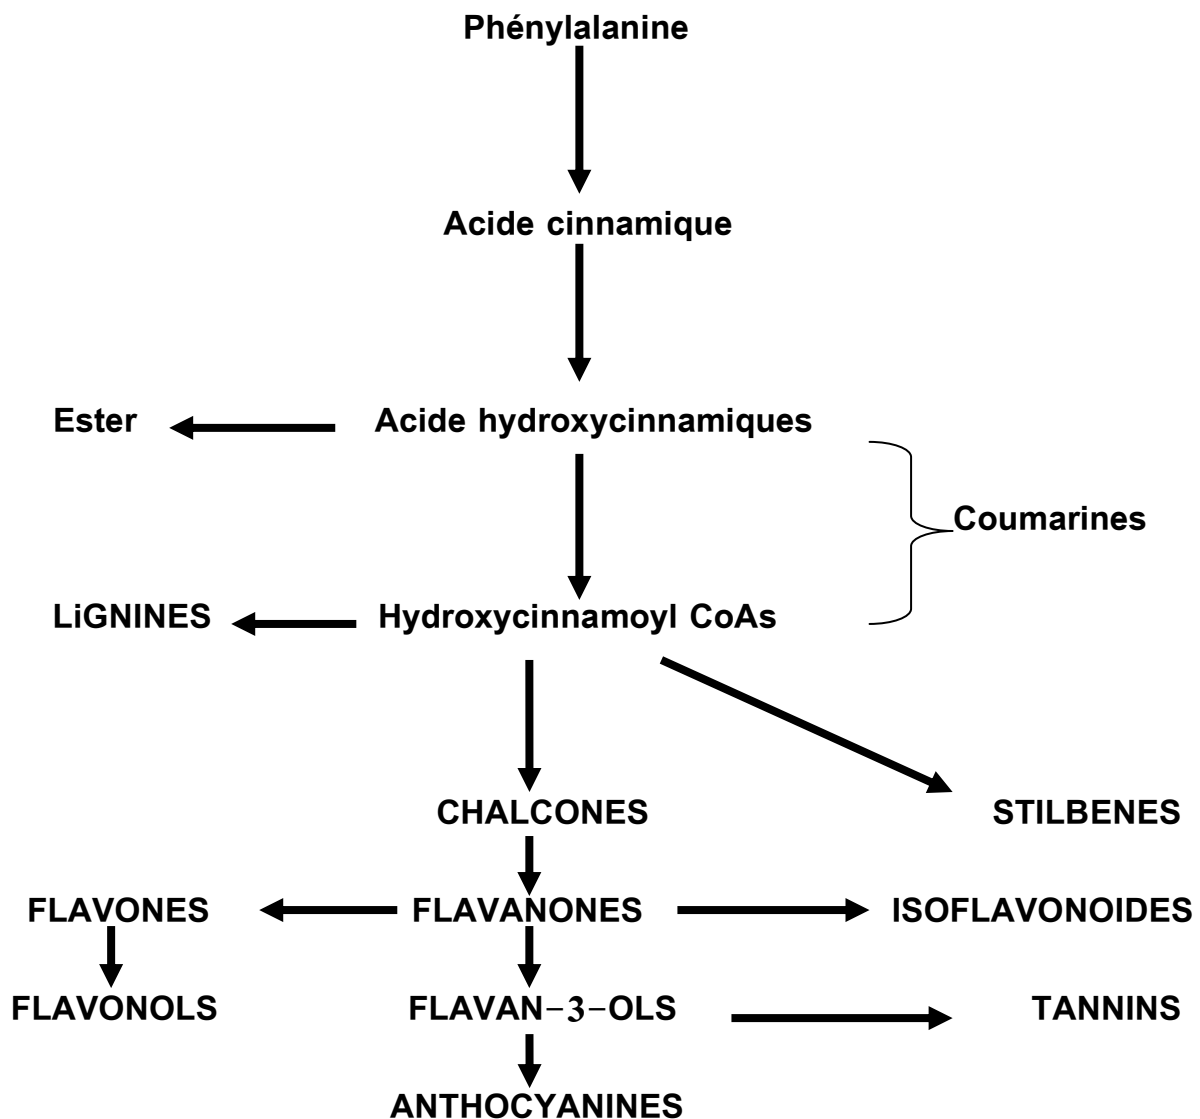 Phénylalanine
Acide cinnamique
Ester
Acide hydroxycinnamiques
Coumarines
LiGNINES
Hydroxycinnamoyl CoAs
CHALCONES
STILBENES
FLAVONES
FLAVANONES
ISOFLAVONOIDES
FLAVONOLS
FLAVAN-3-OLS
TANNINS
ANTHOCYANINES